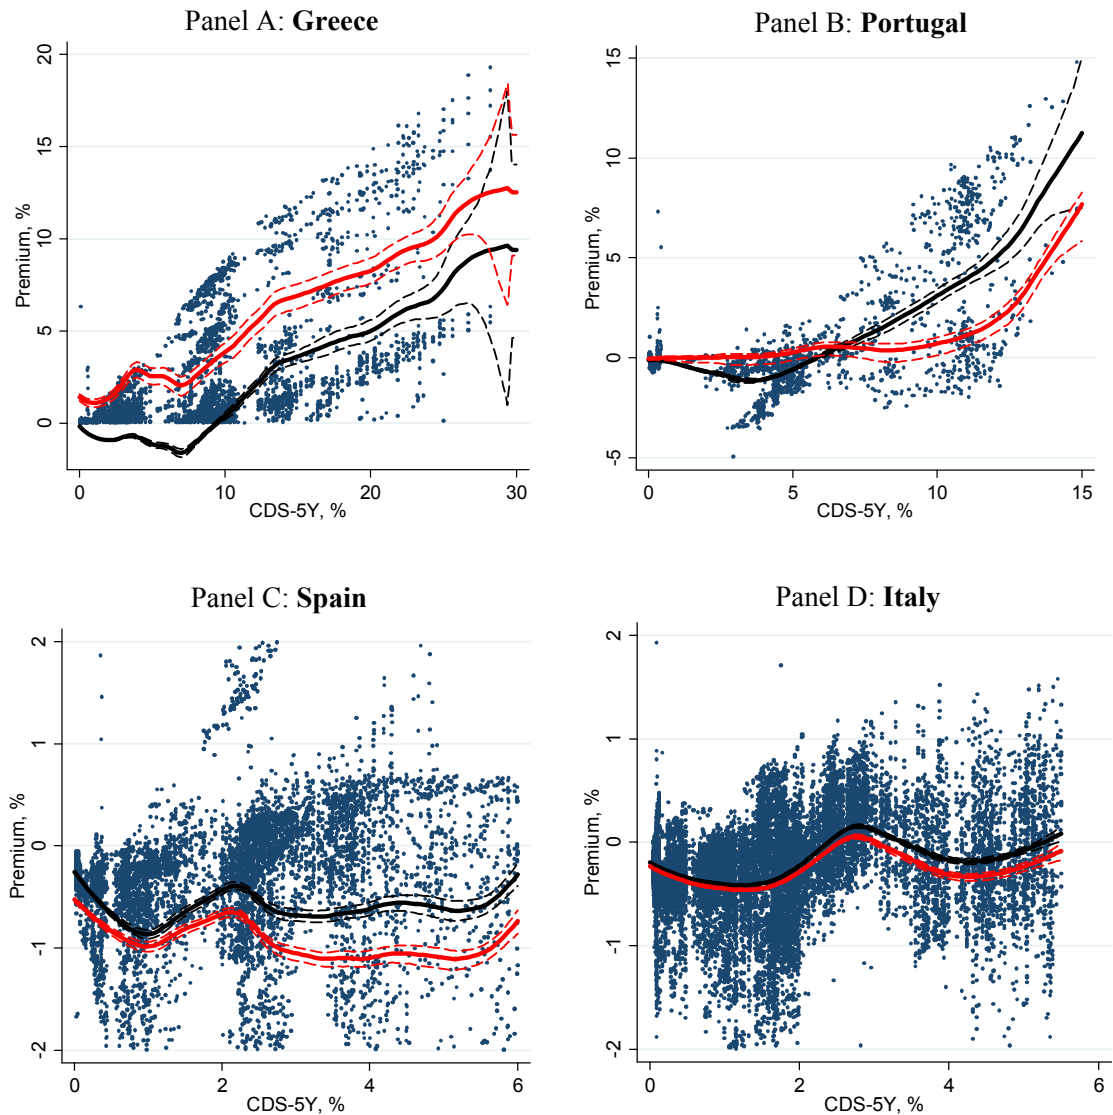 Panel A: Greece
20
15
10
5
0
Premium, %
0 10 20 30
CDS-5Y, %
Panel B: Portugal
15
10
5
0
-5
Premium, %
0 5 10 15
CDS-5Y, %
Panel C: Spain
2
1
0
-1
-2
Premium, %
0 2 4 6
CDS-5Y, %
Panel D: Italy
2
1
0
-1
-2
Premium, %
0 2 4 6
CDS-5Y, %